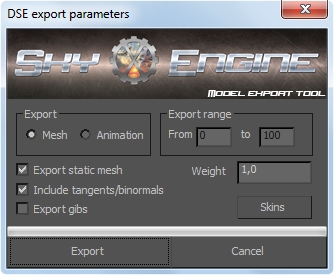 DSE export parameters
Sky Engine
Model export tool
Export
Export range
Mesh Animation
From 0 to 100
Export static mesh
Weight 1,0
Include tangents/binormals
Export gibs
Skins
Export Cancel